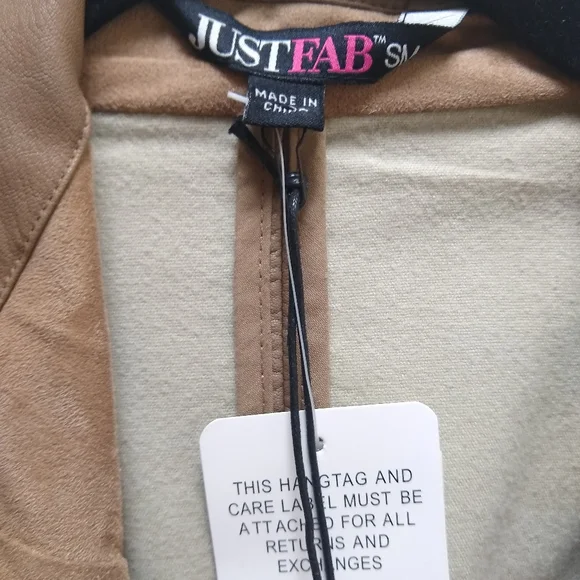 JUSTFAB™ SM
MADE IN
CHINA
THIS HANGTAG AND
CARE LABEL MUST BE
ATTACHED FOR ALL
RETURNS AND
EXCHANGES